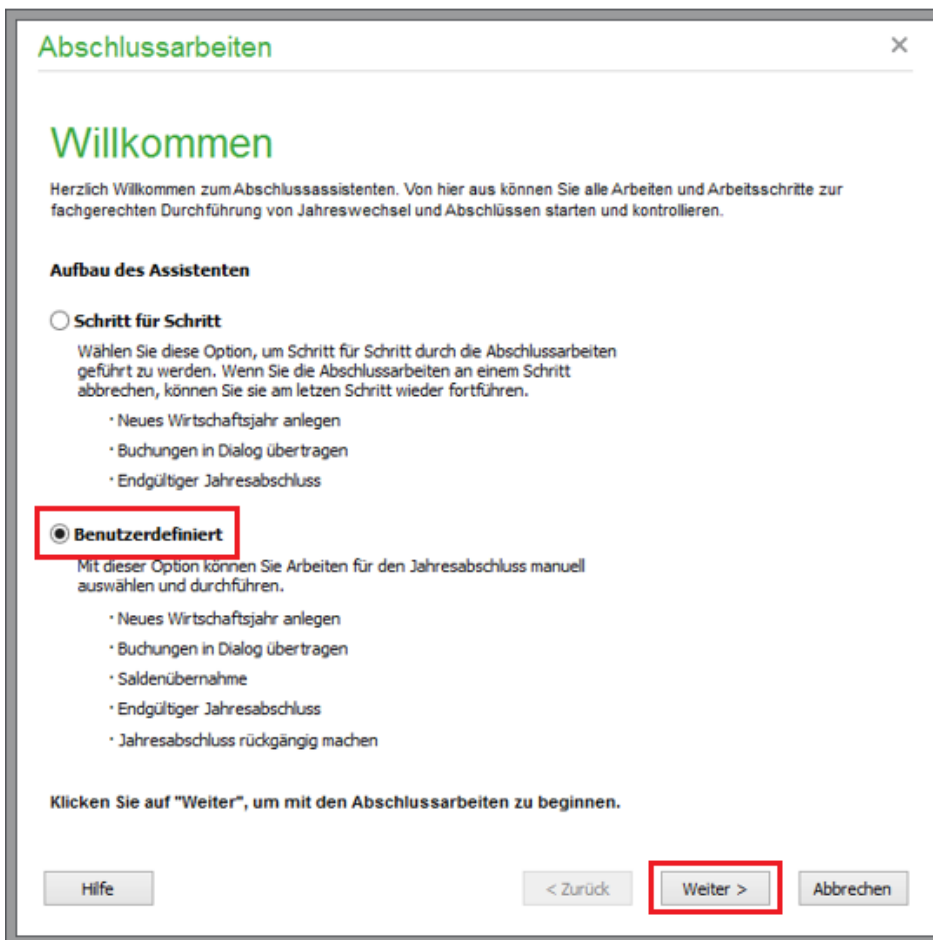 Abschlussarbeiten
Willkommen
Herzlich Willkommen zum Abschlussassistenten. Von hier aus können Sie alle Arbeiten und Arbeitsschritte zur
fachgerechten Durchführung von Jahreswechsel und Abschlüssen starten und kontrollieren.
Aufbau des Assistenten
Schritt für Schritt
Wählen Sie diese Option, um Schritt für Schritt durch die Abschlussarbeiten
geführt zu werden. Wenn Sie die Abschlussarbeiten an einem Schritt
abbrechen, können Sie sie am letzen Schritt wieder fortführen.
· Neues Wirtschaftsjahr anlegen
· Buchungen in Dialog übertragen
· Endgültiger Jahresabschluss
Benutzerdefiniert
Mit dieser Option können Sie Arbeiten für den Jahresabschluss manuell
auswählen und durchführen.
· Neues Wirtschaftsjahr anlegen
· Buchungen in Dialog übertragen
· Saldenübernahme
· Endgültiger Jahresabschluss
· Jahresabschluss rückgängig machen
Klicken Sie auf "Weiter", um mit den Abschlussarbeiten zu beginnen.
Hilfe < Zurück Weiter > Abbrechen